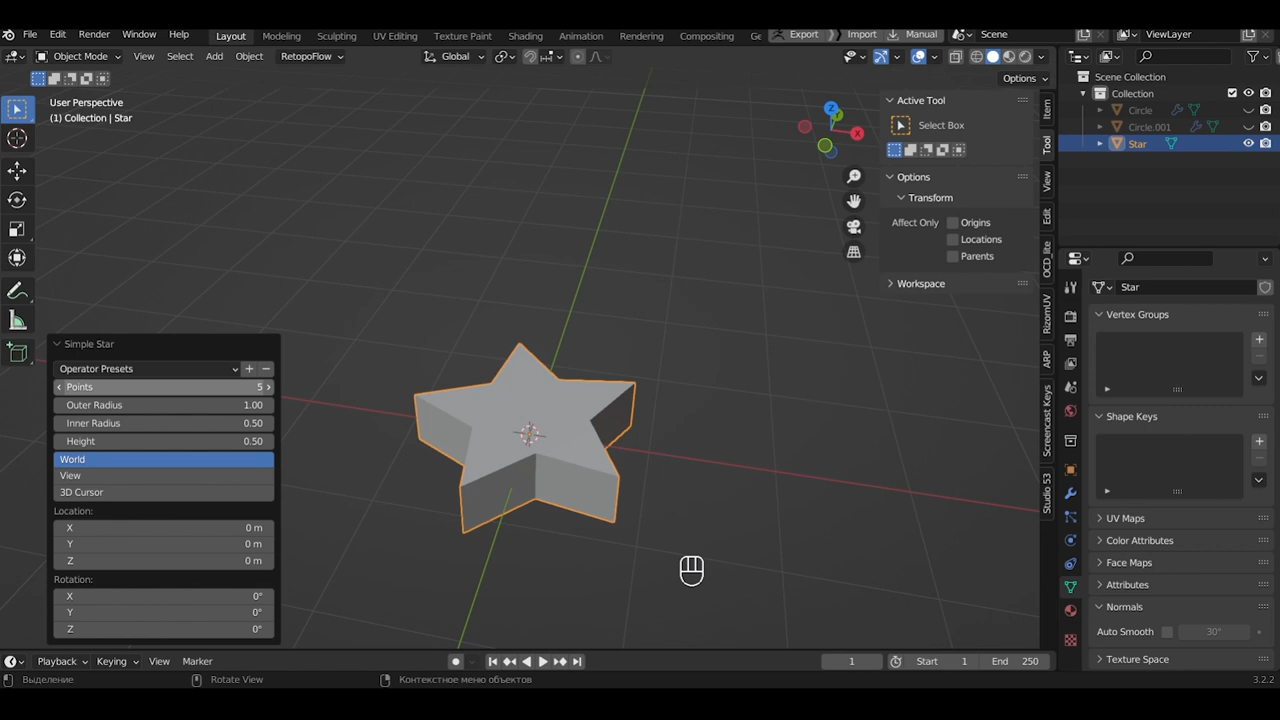 File Edit Render Window Help Layout Modeling Sculpting UV Editing Texture Paint Shading Animation Rendering Compositing Ge Export Import Manual Scene ViewLayer
Object Mode View Select Add Object RetopoFlow Global
Options
User Perspective
(1) Collection | Star
Z
Y
X
Active Tool
Select Box
Options
Transform
Affect Only Origins
Locations
Parents
Workspace
Item
Tool
View
Edit
OCD_lite
RizomUV
ARP
Screencast Keys
Studio 53
Scene Collection
Collection
Circle
Circle.001
Star
Star
Vertex Groups
Shape Keys
UV Maps
Color Attributes
Face Maps
Attributes
Normals
Auto Smooth 30°
Texture Space
Simple Star
Operator Presets
Points 5
Outer Radius 1.00
Inner Radius 0.50
Height 0.50
World
View
3D Cursor
Location:
X 0 m
Y 0 m
Z 0 m
Rotation:
X 0°
Y 0°
Z 0°
Playback Keying View Marker 1 Start 1 End 250
Выделение Rotate View Контекстное меню объектов 3.2.2